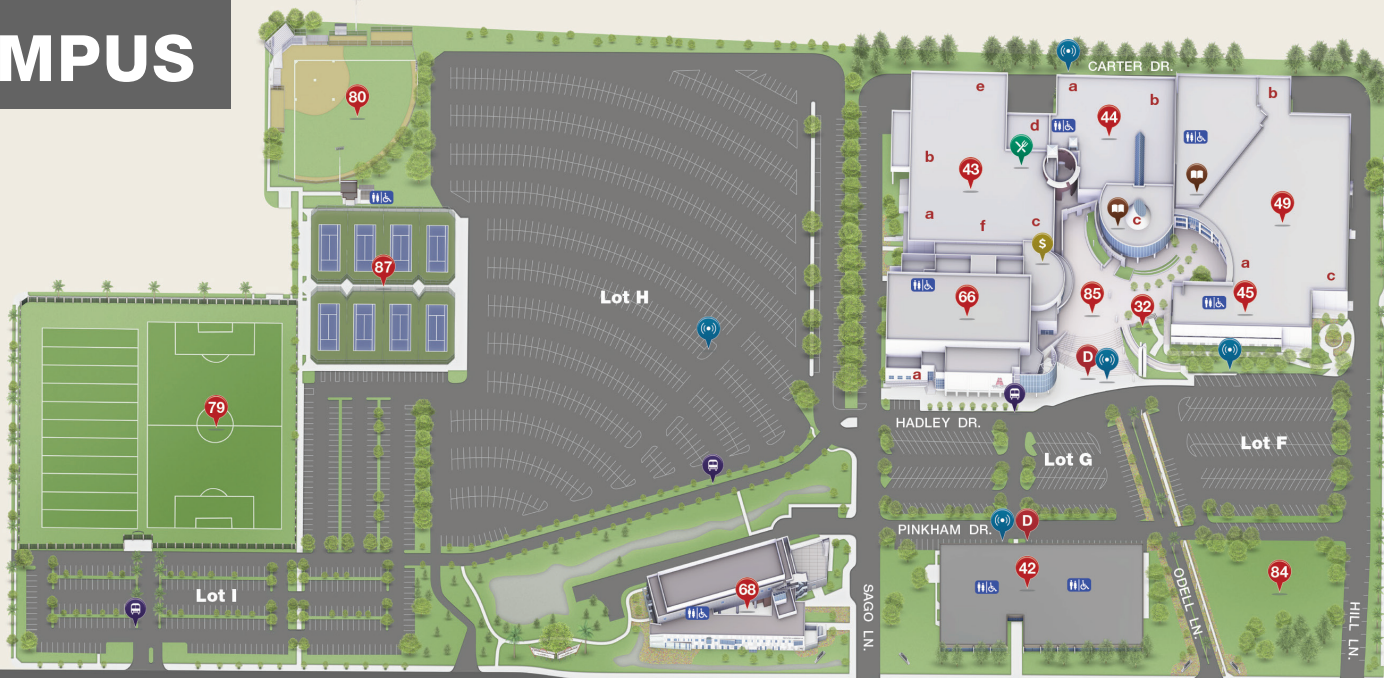 MPUS
CARTER DR.
80
e
a
b
b
44
d
43
b
a
f
c
c
49
a
c
87
Lot H
$
66
85
32
45
D
a
79
HADLEY DR.
Lot G
Lot F
PINKHAM DR.
D
Lot I
68
42
84
SAGO LN.
ODELL LN.
HILL LN.